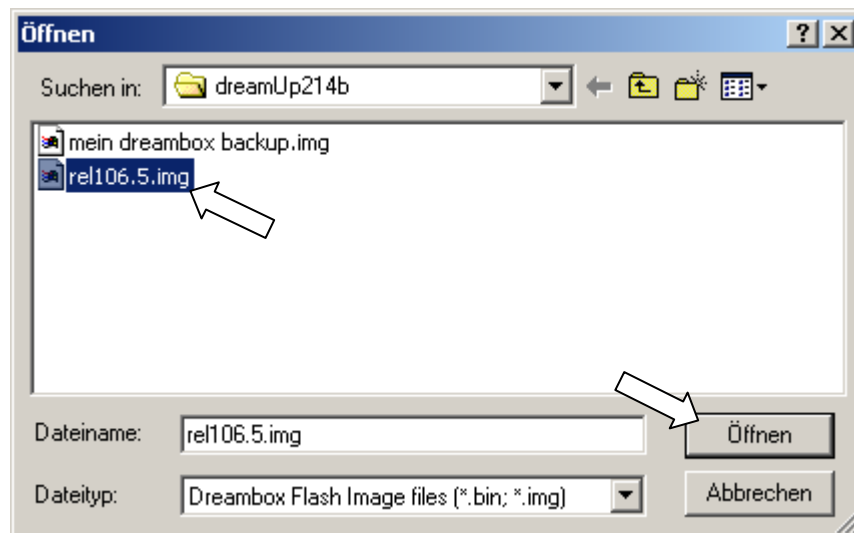 Öffnen
Suchen in: dreamUp214b
mein dreambox backup.img
rel106.5.img
Dateiname: rel106.5.img Öffnen
Dateityp: Dreambox Flash Image files (*.bin; *.img) Abbrechen